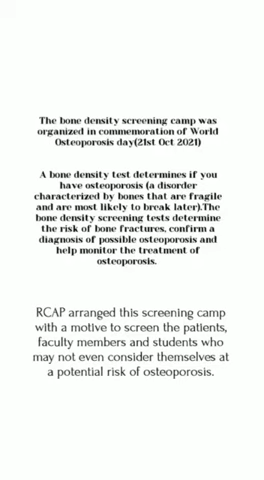 The bone density screening camp was
organized in commemoration of World
Osteoporosis day(21st Oct 2021)
A bone density test determines if you
have osteoporosis (a disorder
characterized by bones that are fragile
and are most likely to break later).The
bone density screening tests determine
the risk of bone fractures, confirm a
diagnosis of possible osteoporosis and
help monitor the treatment of
osteoporosis.
RCAP arranged this screening camp
with a motive to screen the patients,
faculty members and students who
may not even consider themselves at
a potential risk of osteoporosis.